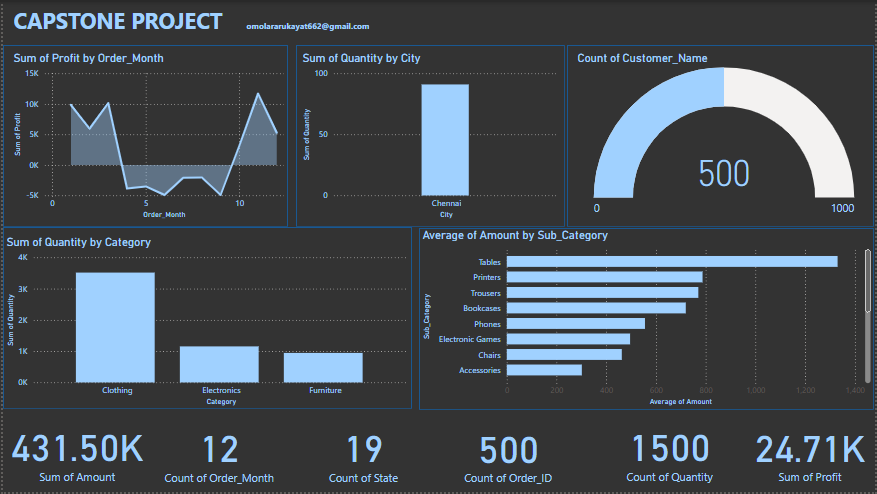 CAPSTONE PROJECT
omolararukayat662@gmail.com
Sum of Profit by Order_Month
15K
10K
5K
0K
-5K
Sum of Profit
0
5
10
Order_Month
Sum of Quantity by City
100
50
0
Sum of Quantity
Chennai
City
Count of Customer_Name
500
0
1000
Sum of Quantity by Category
4K
3K
2K
1K
0K
Sum of Quantity
Clothing
Electronics
Furniture
Category
Average of Amount by Sub_Category
Sub_Category
Tables
Printers
Trousers
Bookcases
Phones
Electronic Games
Chairs
Accessories
0
200
400
600
800
1,000
1,200
1,400
Average of Amount
431.50K
Sum of Amount
12
Count of Order_Month
19
Count of State
500
Count of Order_ID
1500
Count of Quantity
24.71K
Sum of Profit